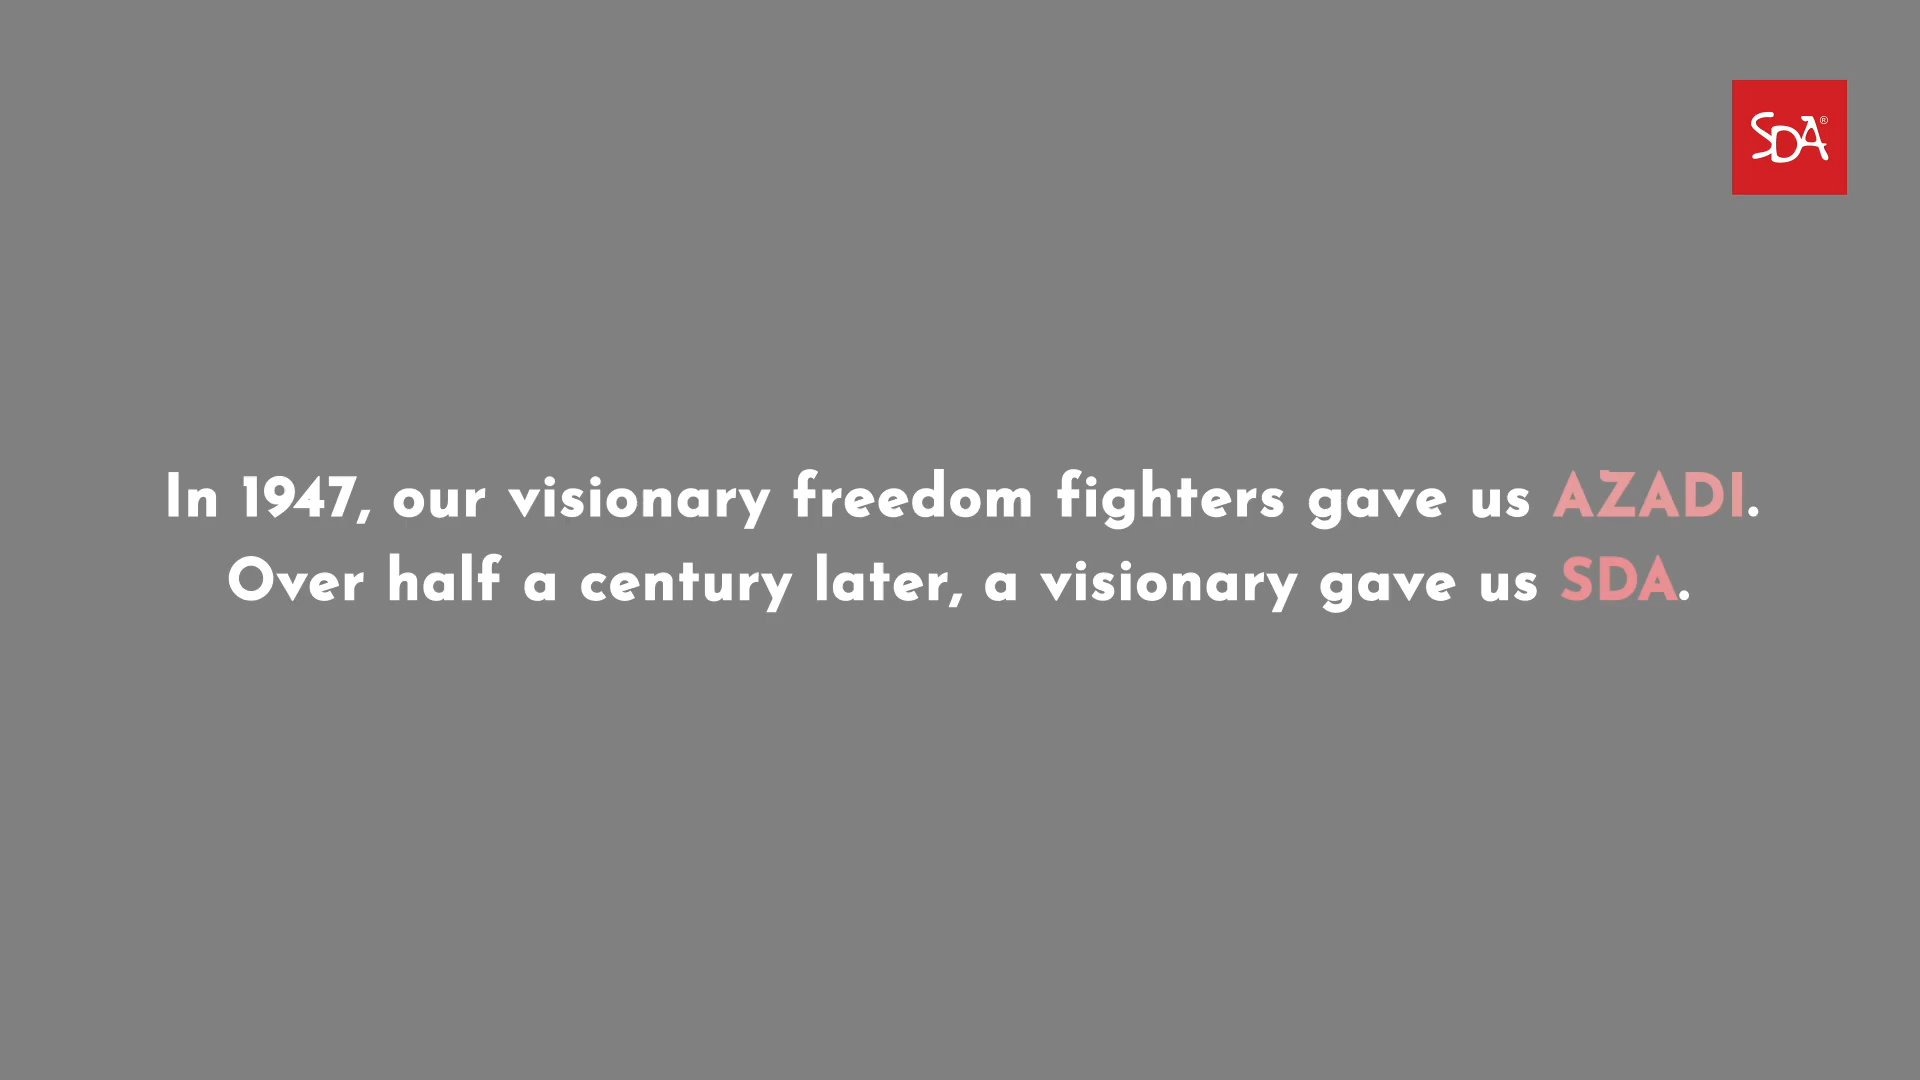 SDA®
In 1947, our visionary freedom fighters gave us AZADI.
Over half a century later, a visionary gave us SDA.